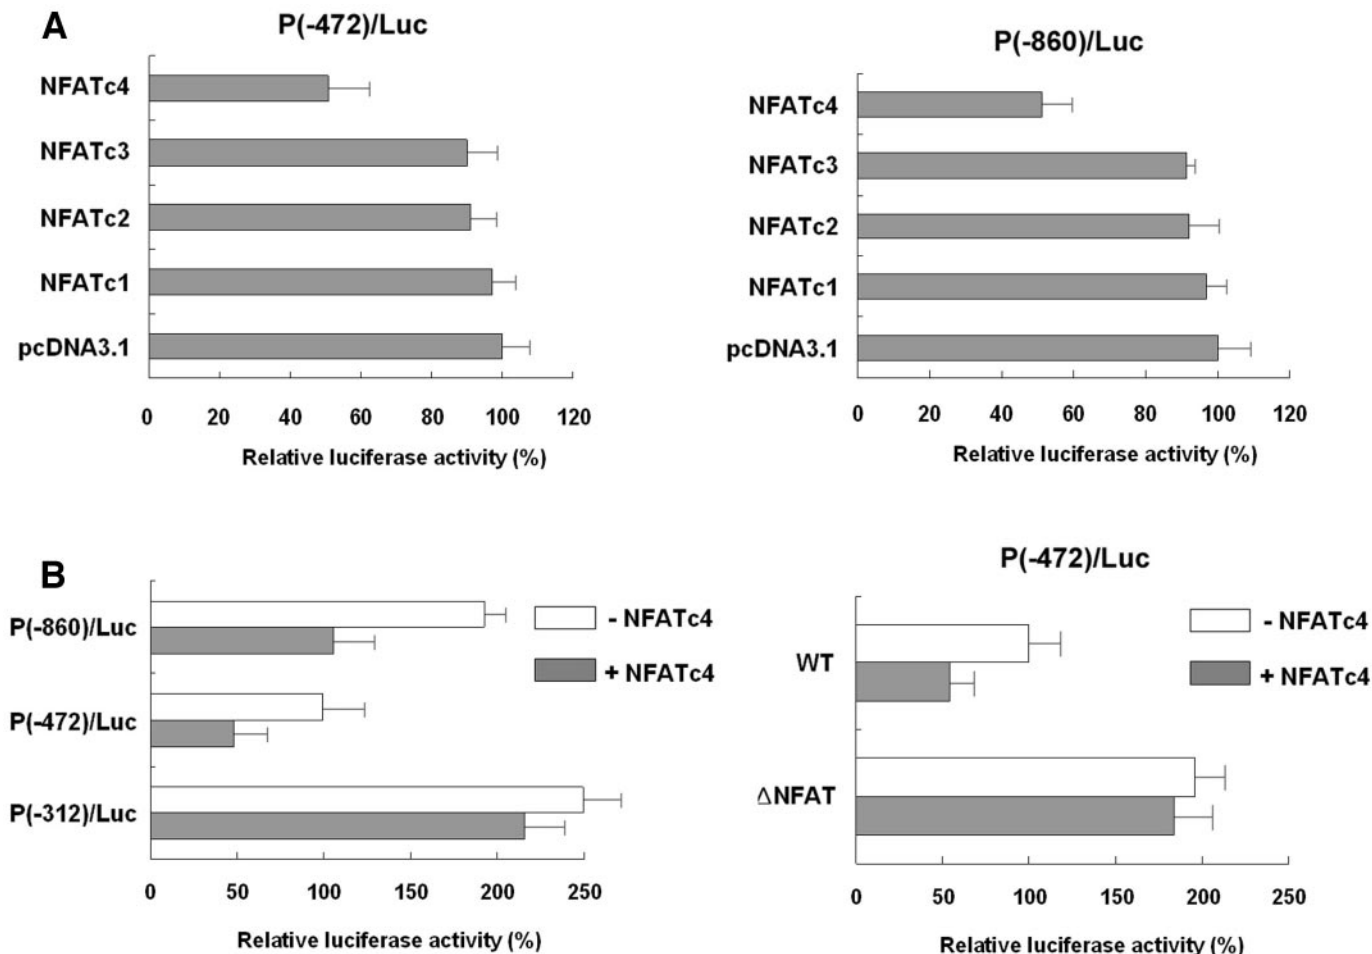 A
P(-472)/Luc
NFATc4
NFATc3
NFATc2
NFATc1
pcDNA3.1
0 20 40 60 80 100 120
Relative luciferase activity (%)
P(-860)/Luc
NFATc4
NFATc3
NFATc2
NFATc1
pcDNA3.1
0 20 40 60 80 100 120
Relative luciferase activity (%)
B
P(-860)/Luc
P(-472)/Luc
P(-312)/Luc
- NFATc4
+ NFATc4
0 50 100 150 200 250
Relative luciferase activity (%)
P(-472)/Luc
WT
ΔNFAT
- NFATc4
+ NFATc4
0 50 100 150 200 250
Relative luciferase activity (%)